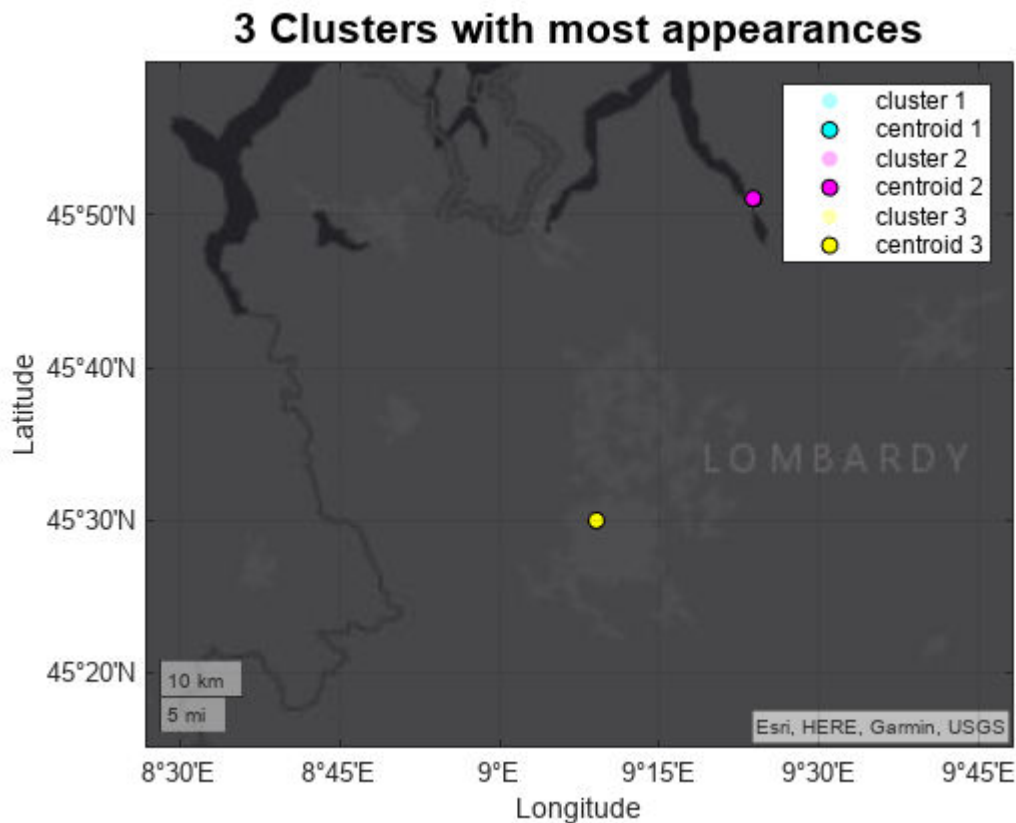 3 Clusters with most appearances
cluster 1
centroid 1
cluster 2
centroid 2
cluster 3
centroid 3
45°50'N
45°40'N
45°30'N
45°20'N
Latitude
LOMBARDY
10 km
5 mi
Esri, HERE, Garmin, USGS
8°30'E
8°45'E
9°E
9°15'E
9°30'E
9°45'E
Longitude